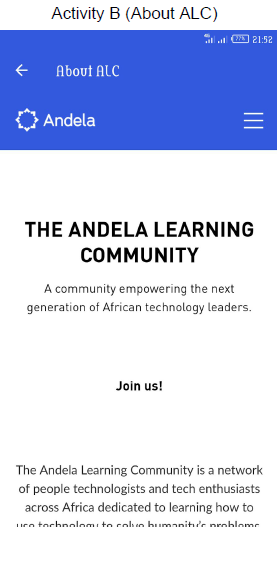 Activity B (About ALC)
77% 21:52
About ALC
Andela
THE ANDELA LEARNING
COMMUNITY
A community empowering the next
generation of African technology leaders.
Join us!
The Andela Learning Community is a network
of people technologists and tech enthusiasts
across Africa dedicated to learning how to
use technology to solve humanity's problems.